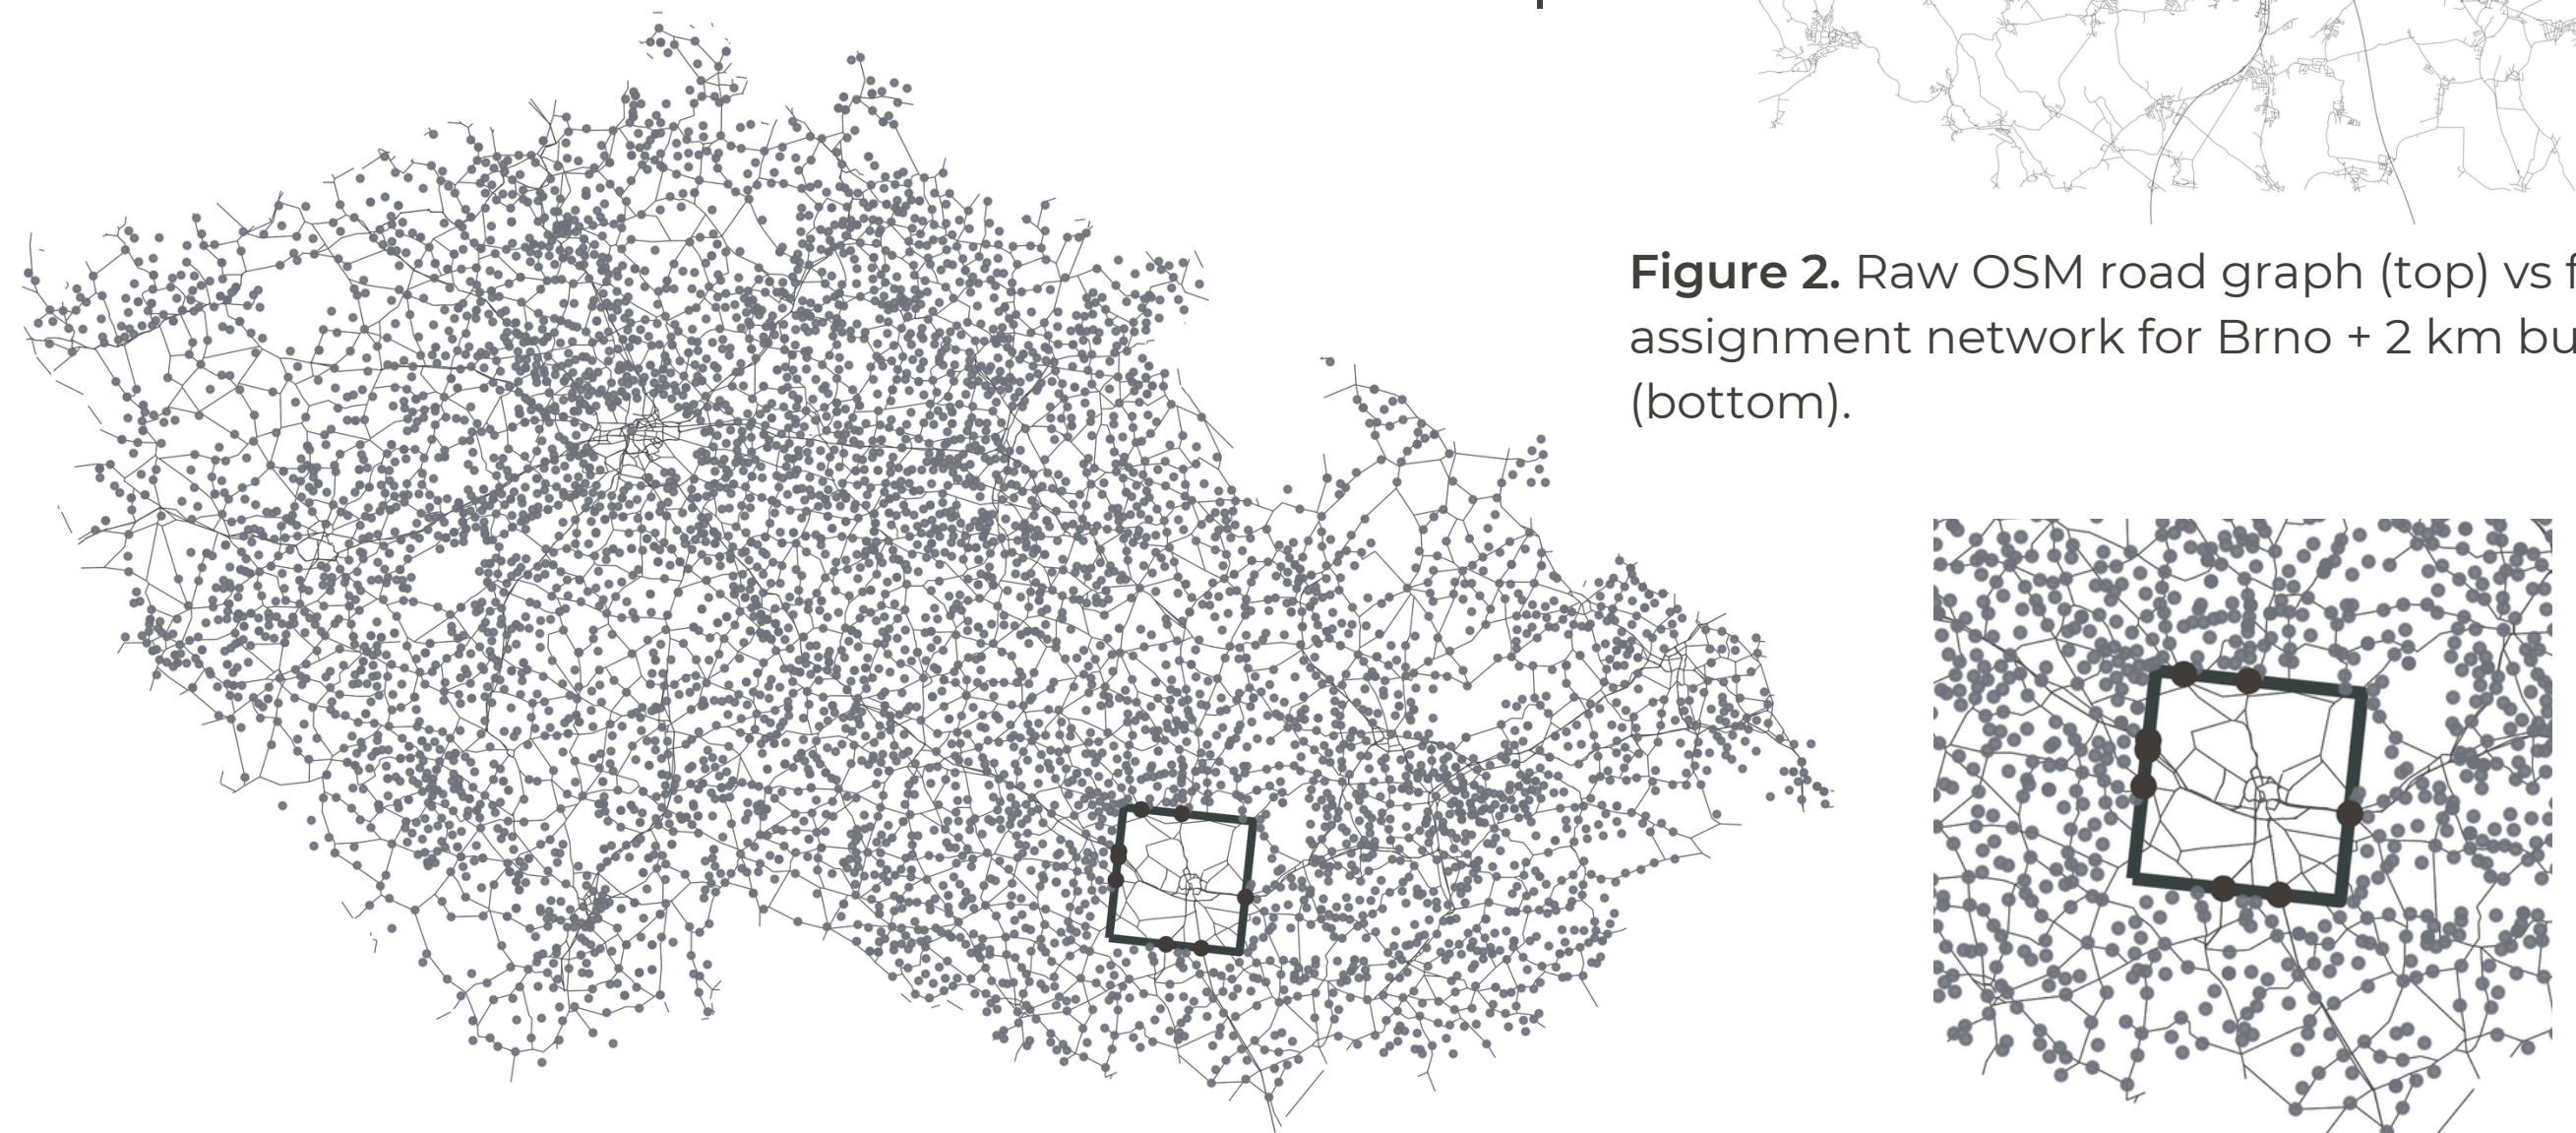 Figure 2. Raw OSM road graph (top) vs
assignment network for Brno + 2 km
(bottom).